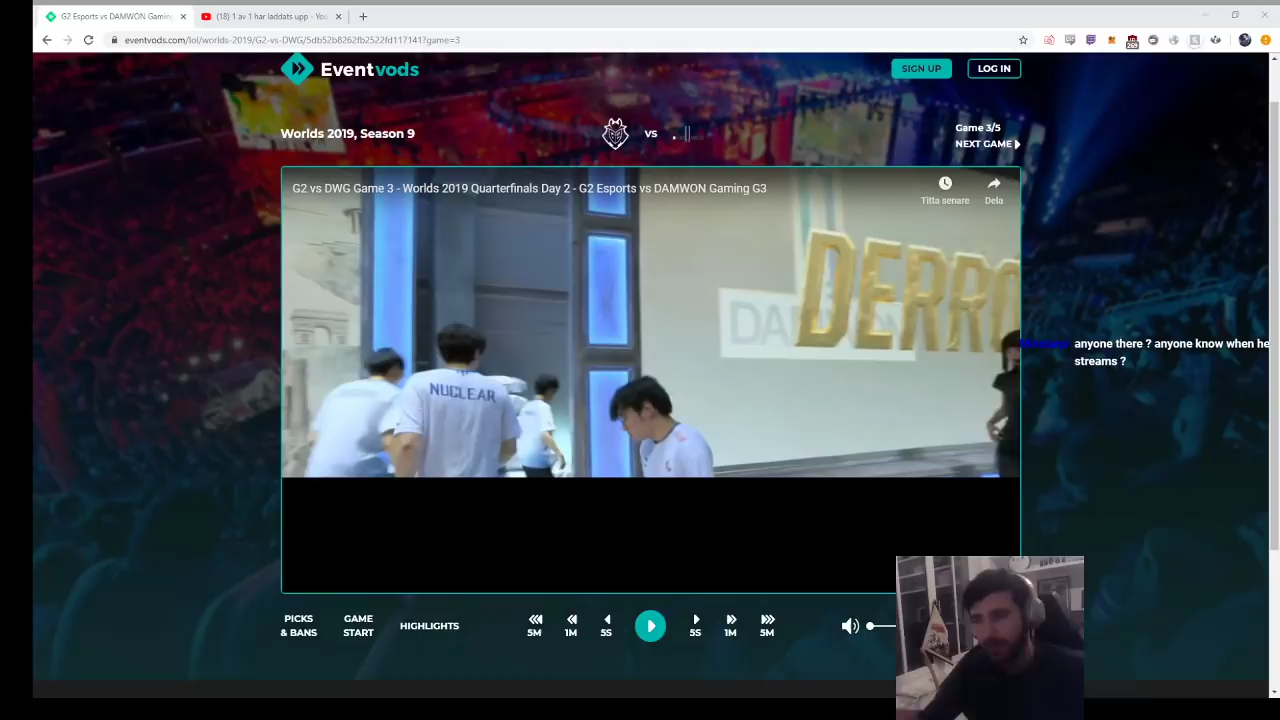 G2 Esports vs DAMWON Gaming
(18) 1 av 1 har laddats upp - You
eventvods.com/lol/worlds-2019/G2-vs-DWG/5db52b8262fb2522fd117141?game=3
269
Eventvods
SIGN UP
LOG IN
Worlds 2019, Season 9
VS
Game 3/5
NEXT GAME
G2 vs DWG Game 3 - Worlds 2019 Quarterfinals Day 2 - G2 Esports vs DAMWON Gaming G3
Titta senare
Dela
DERRO
DA
NUCLEAR
anyone there ? anyone know when he
streams ?
PICKS
& BANS
GAME
START
HIGHLIGHTS
5M
1M
5S
5S
1M
5M